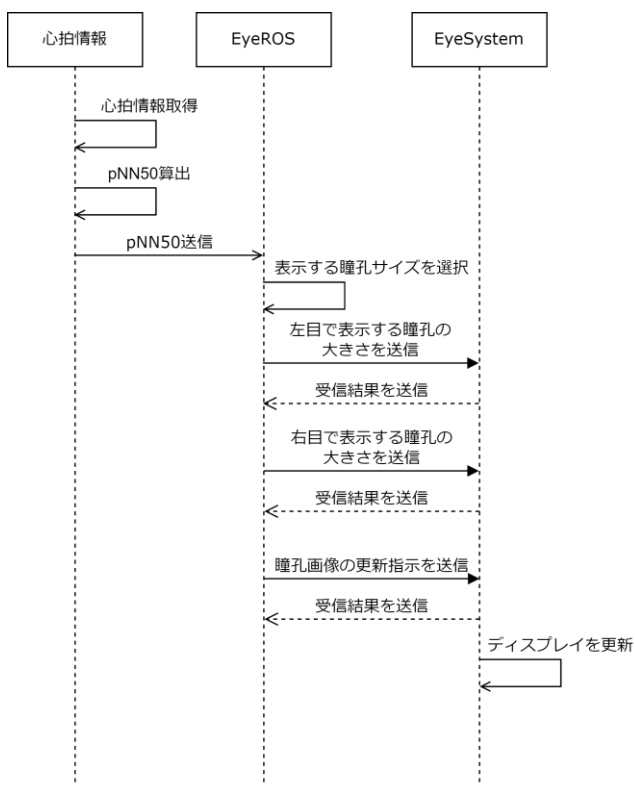 心拍情報
EyeROS
EyeSystem
心拍情報取得
pNN50算出
pNN50送信
表示する瞳孔サイズを選択
左目で表示する瞳孔の
大きさを送信
受信結果を送信
右目で表示する瞳孔の
大きさを送信
受信結果を送信
瞳孔画像の更新指示を送信
受信結果を送信
ディスプレイを更新